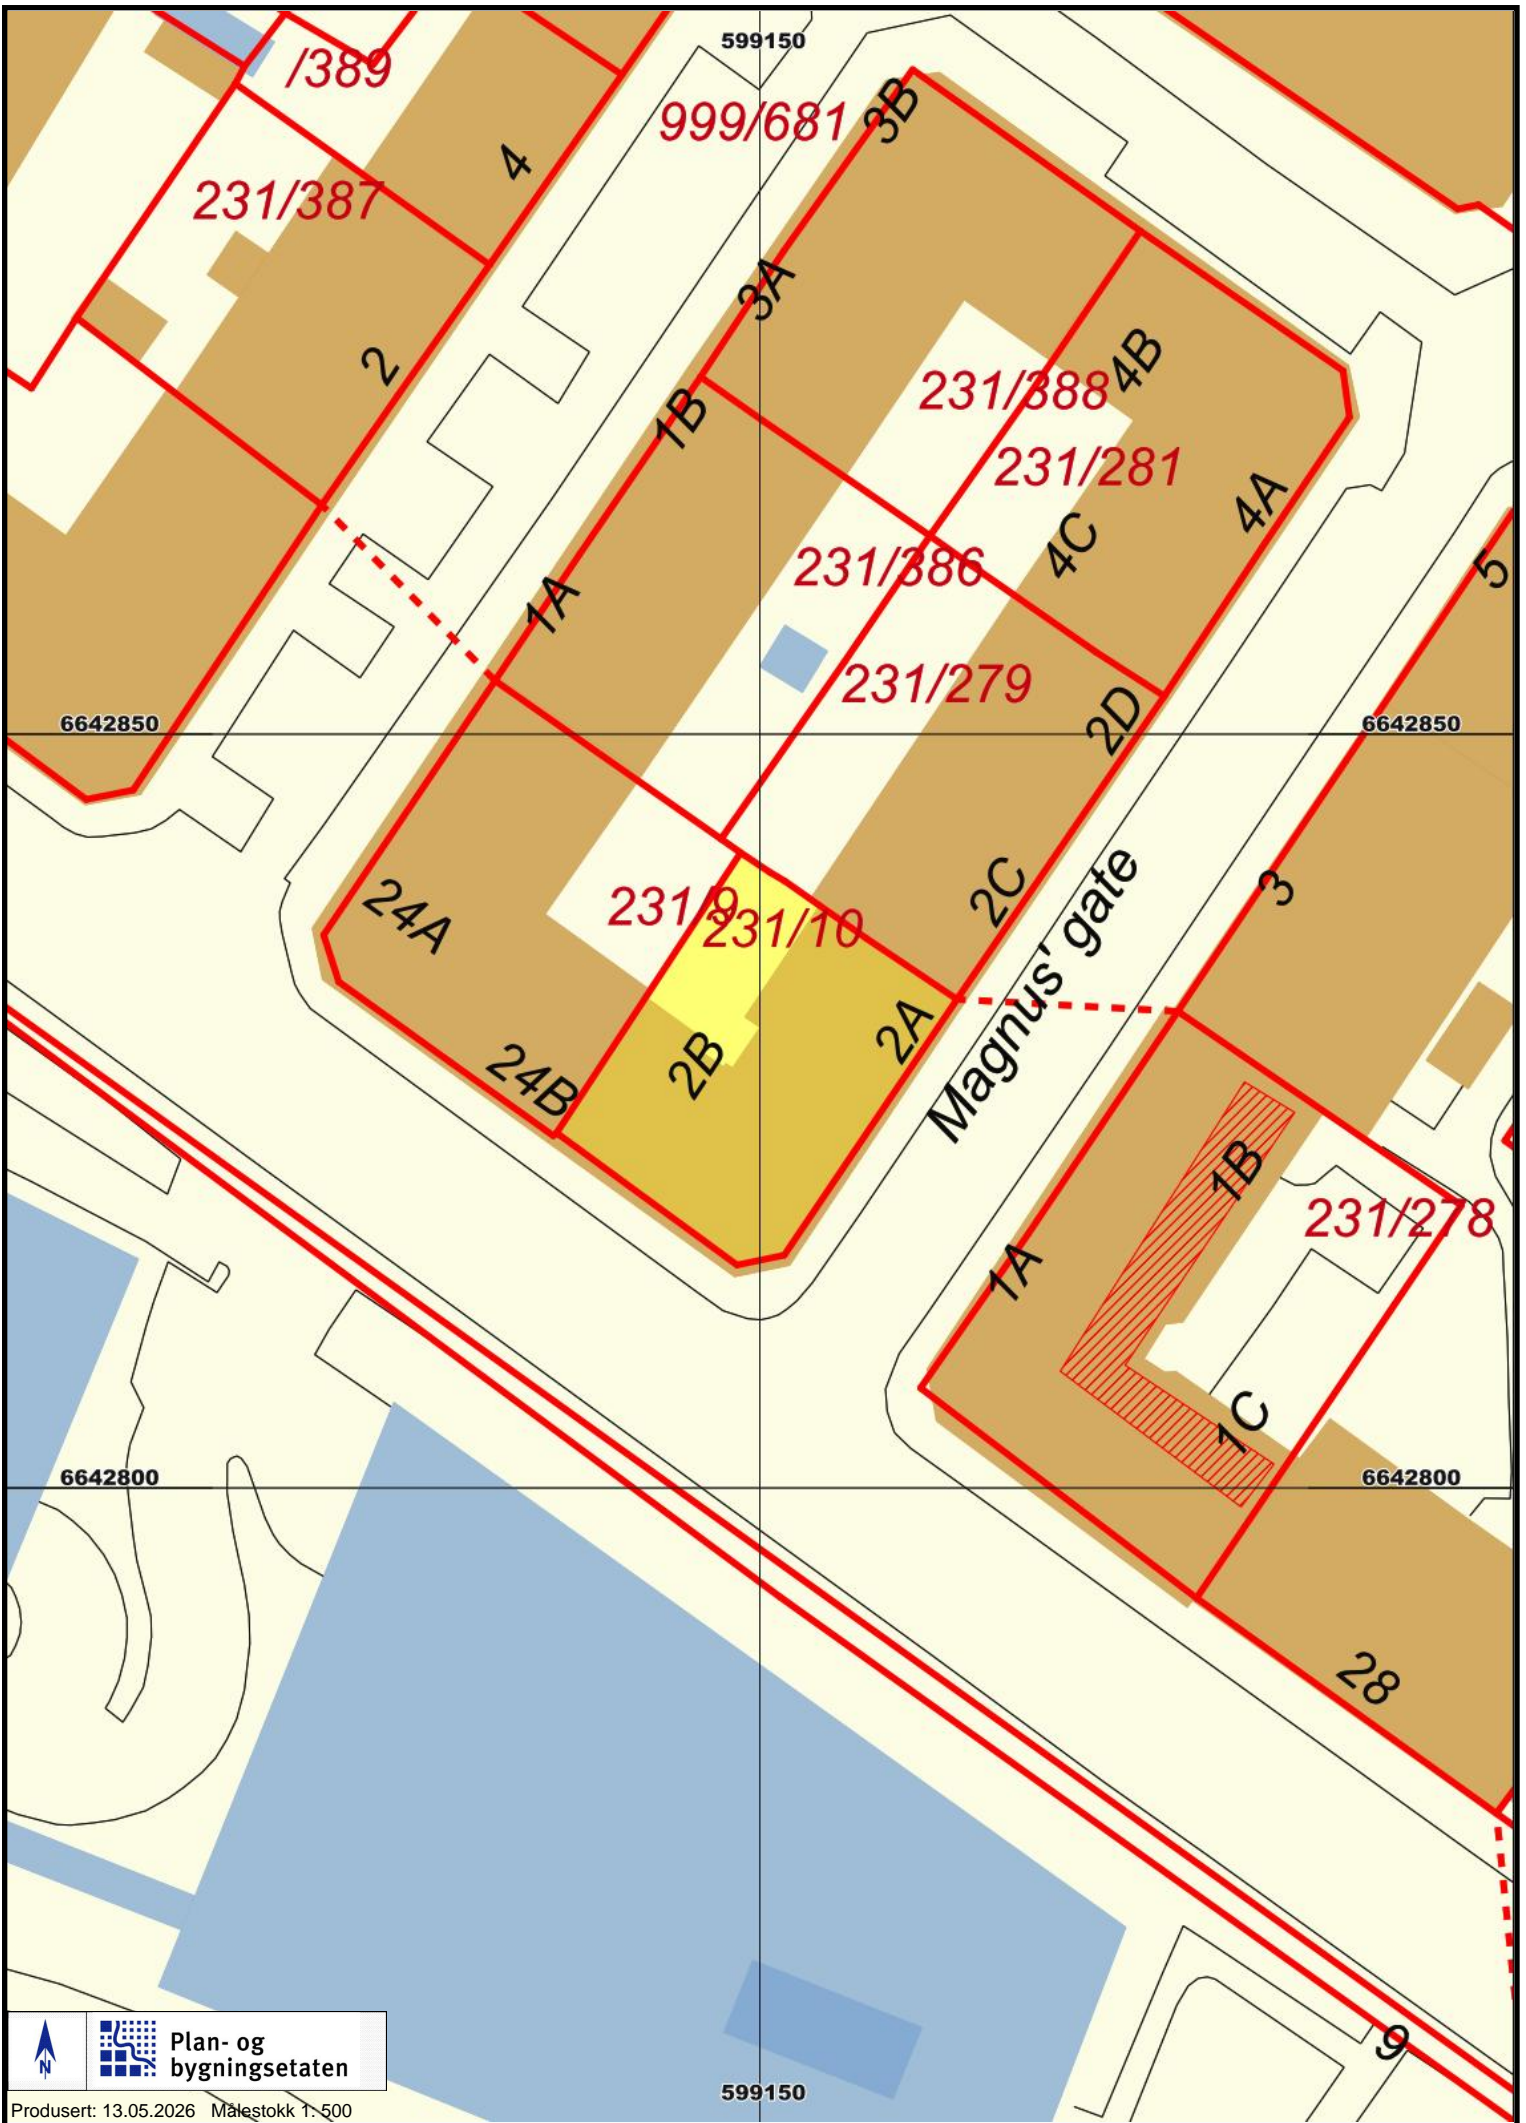 599150
/389
999/681
3B
4
231/387
3A
2
4B
231/388
1B
231/281
4A
4C
231/386
5
1A
231/279
2D
6642850
6642850
2C
3
24A
231/9
231/10
Magnus' gate
2A
2B
24B
1B
231/278
1A
1C
6642800
6642800
28
9
N
Plan- og
bygningsetaten
599150
Produsert: 13.05.2026 Målestokk 1: 500